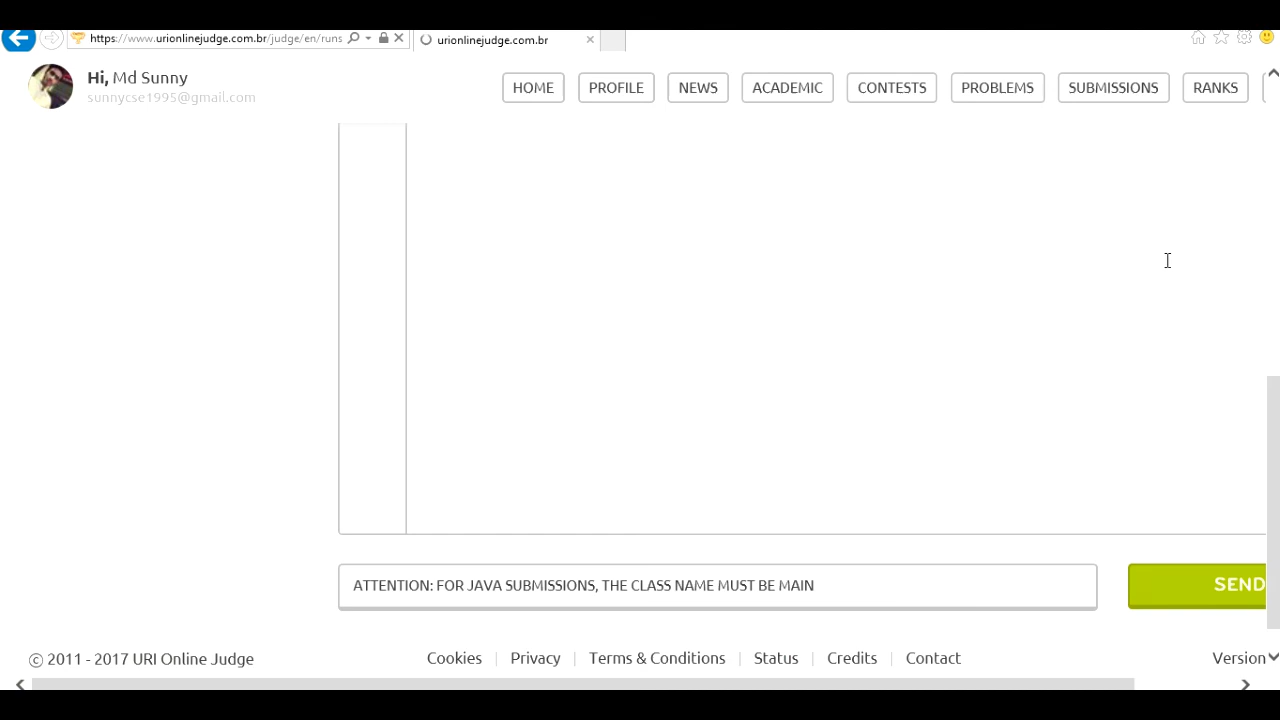 https://www.urionlinejudge.com.br/judge/en/runs
urionlinejudge.com.br
Hi, Md Sunny
sunnycse1995@gmail.com
HOME
PROFILE
NEWS
ACADEMIC
CONTESTS
PROBLEMS
SUBMISSIONS
RANKS
ATTENTION: FOR JAVA SUBMISSIONS, THE CLASS NAME MUST BE MAIN
SEND
© 2011 - 2017 URI Online Judge
Cookies
Privacy
Terms & Conditions
Status
Credits
Contact
Version